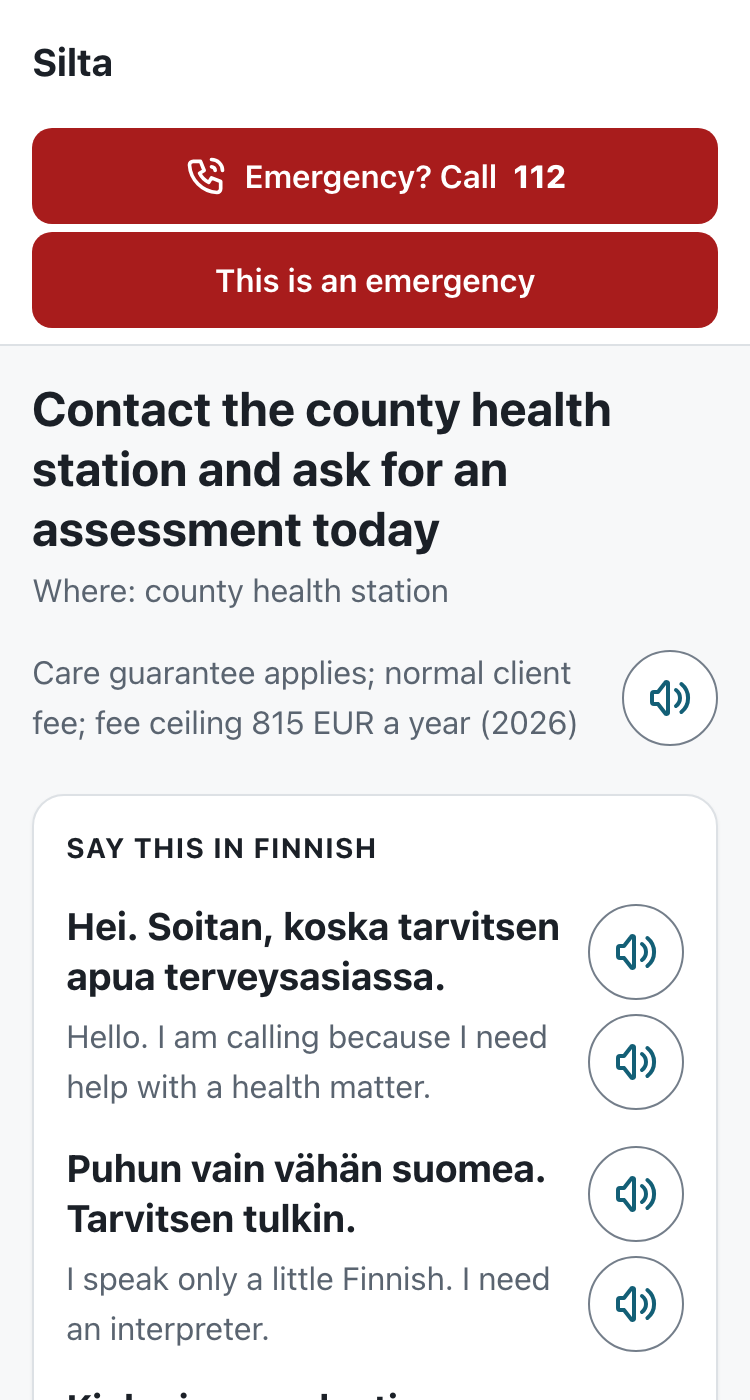 Silta
Emergency? Call 112
This is an emergency
Contact the county health
station and ask for an
assessment today
Where: county health station
Care guarantee applies; normal client
fee; fee ceiling 815 EUR a year (2026)
SAY THIS IN FINNISH
Hei. Soitan, koska tarvitsen
apua terveysasiassa.
Hello. I am calling because I need
help with a health matter.
Puhun vain vähän suomea.
Tarvitsen tulkin.
I speak only a little Finnish. I need
an interpreter.